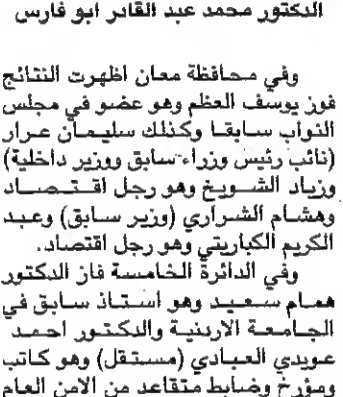 الدكتور محمد عبد القادر ابو فارس
وفي محافظة معان اظهرت النتائج
فوز يوسف العظم وهو عضو في مجلس
النواب سابقا وكذلك سليمان عرار
(نائب رئيس وزراء سابق ووزير داخلية)
وزياد الشويخ وهو رجل اقتصاد
وهشام الشراري (وزير سابق) وعبد
الكريم الكباريتي وهو رجل اقتصاد.
وفي الدائرة الخامسة فاز الدكتور
همام سعيد وهو استاذ سابق في
الجامعة الاردنية والدكتور احمد
عويدي العبادي (مستقل) وهو كاتب
ومؤرخ وضابط متقاعد من الامن العام